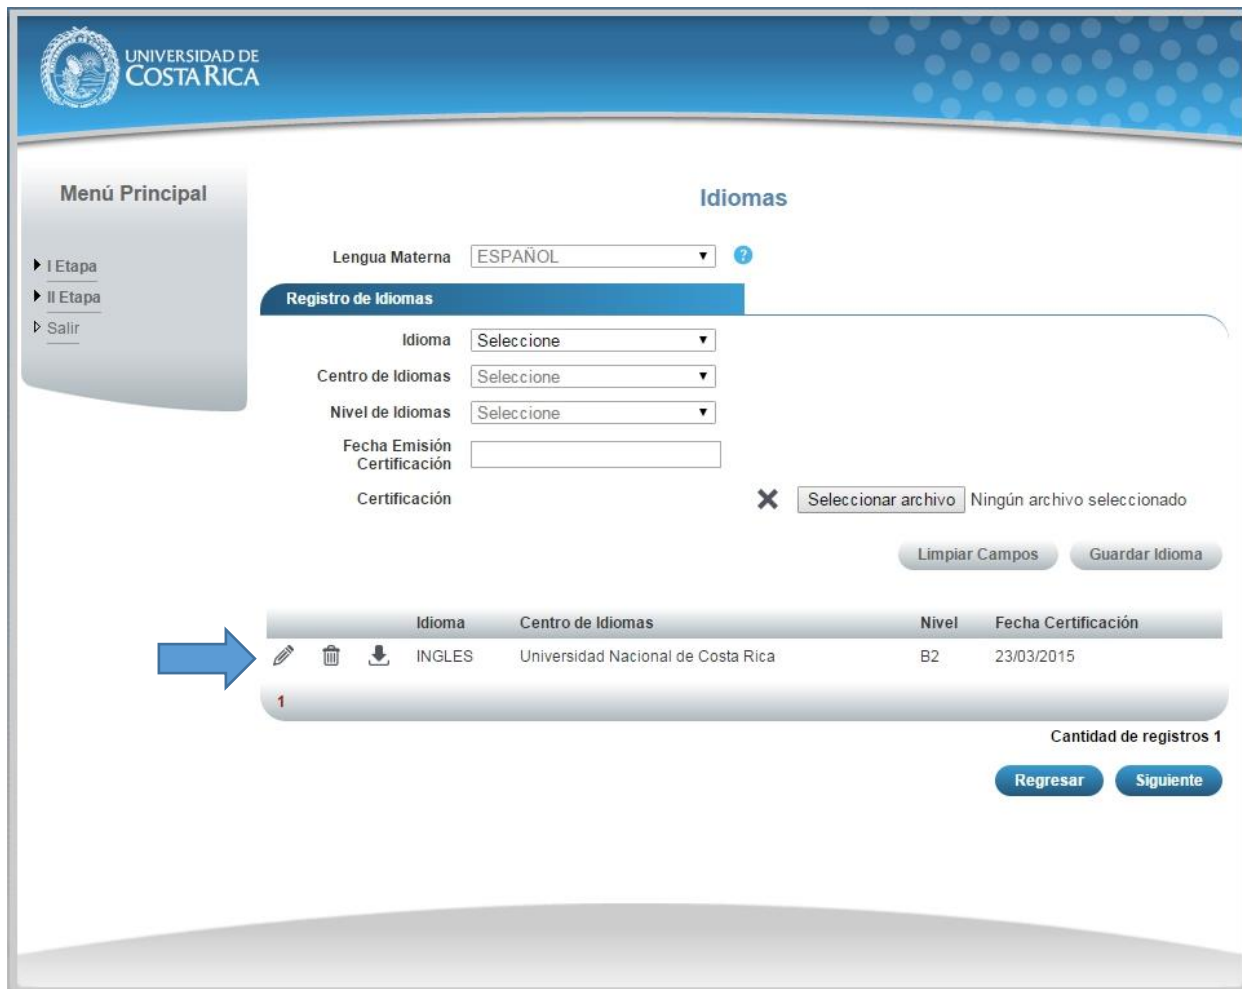 UNIVERSIDAD DE
COSTA RICA
Menú Principal
I Etapa
II Etapa
Salir
Idiomas
Lengua Materna ESPAÑOL ?
Registro de Idiomas
Idioma Seleccione
Centro de Idiomas Seleccione
Nivel de Idiomas Seleccione
Fecha Emisión
Certificación
Certificación Seleccionar archivo Ningún archivo seleccionado
Limpiar Campos Guardar Idioma
Idioma Centro de Idiomas Nivel Fecha Certificación
INGLES Universidad Nacional de Costa Rica B2 23/03/2015
1
Cantidad de registros 1
Regresar Siguiente